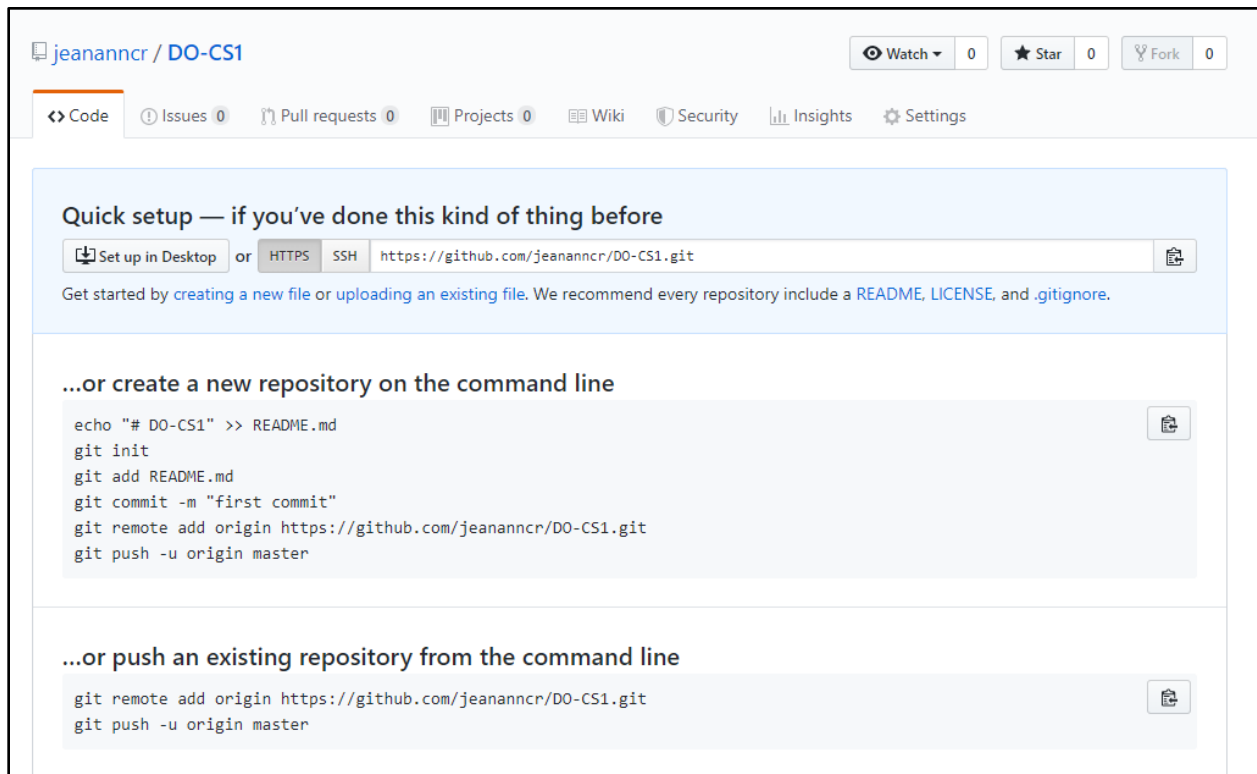 jeananncr / DO-CS1
Watch 0 Star 0 Fork 0
Code Issues 0 Pull requests 0 Projects 0 Wiki Security Insights Settings
Quick setup — if you’ve done this kind of thing before
Set up in Desktop or HTTPS SSH https://github.com/jeananncr/DO-CS1.git
Get started by creating a new file or uploading an existing file. We recommend every repository include a README, LICENSE, and .gitignore.
…or create a new repository on the command line
echo "# DO-CS1" >> README.md
git init
git add README.md
git commit -m "first commit"
git remote add origin https://github.com/jeananncr/DO-CS1.git
git push -u origin master
…or push an existing repository from the command line
git remote add origin https://github.com/jeananncr/DO-CS1.git
git push -u origin master